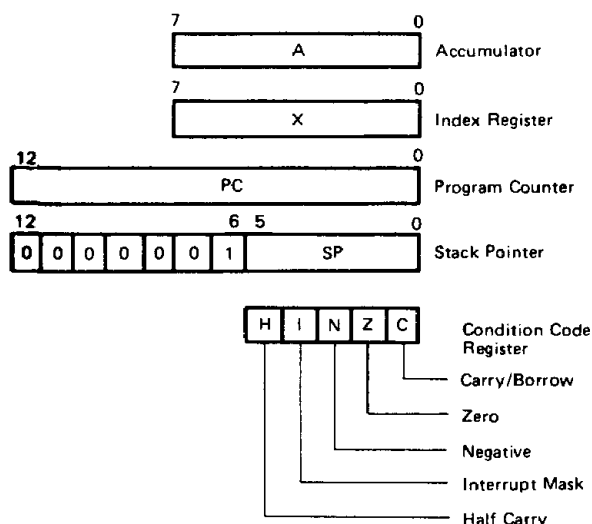 7 0
A Accumulator
7 0
X Index Register
12 0
PC Program Counter
12 6 5 0
0 0 0 0 0 0 1 SP Stack Pointer
H I N Z C Condition Code
Register
Carry/Borrow
Zero
Negative
Interrupt Mask
Half Carry